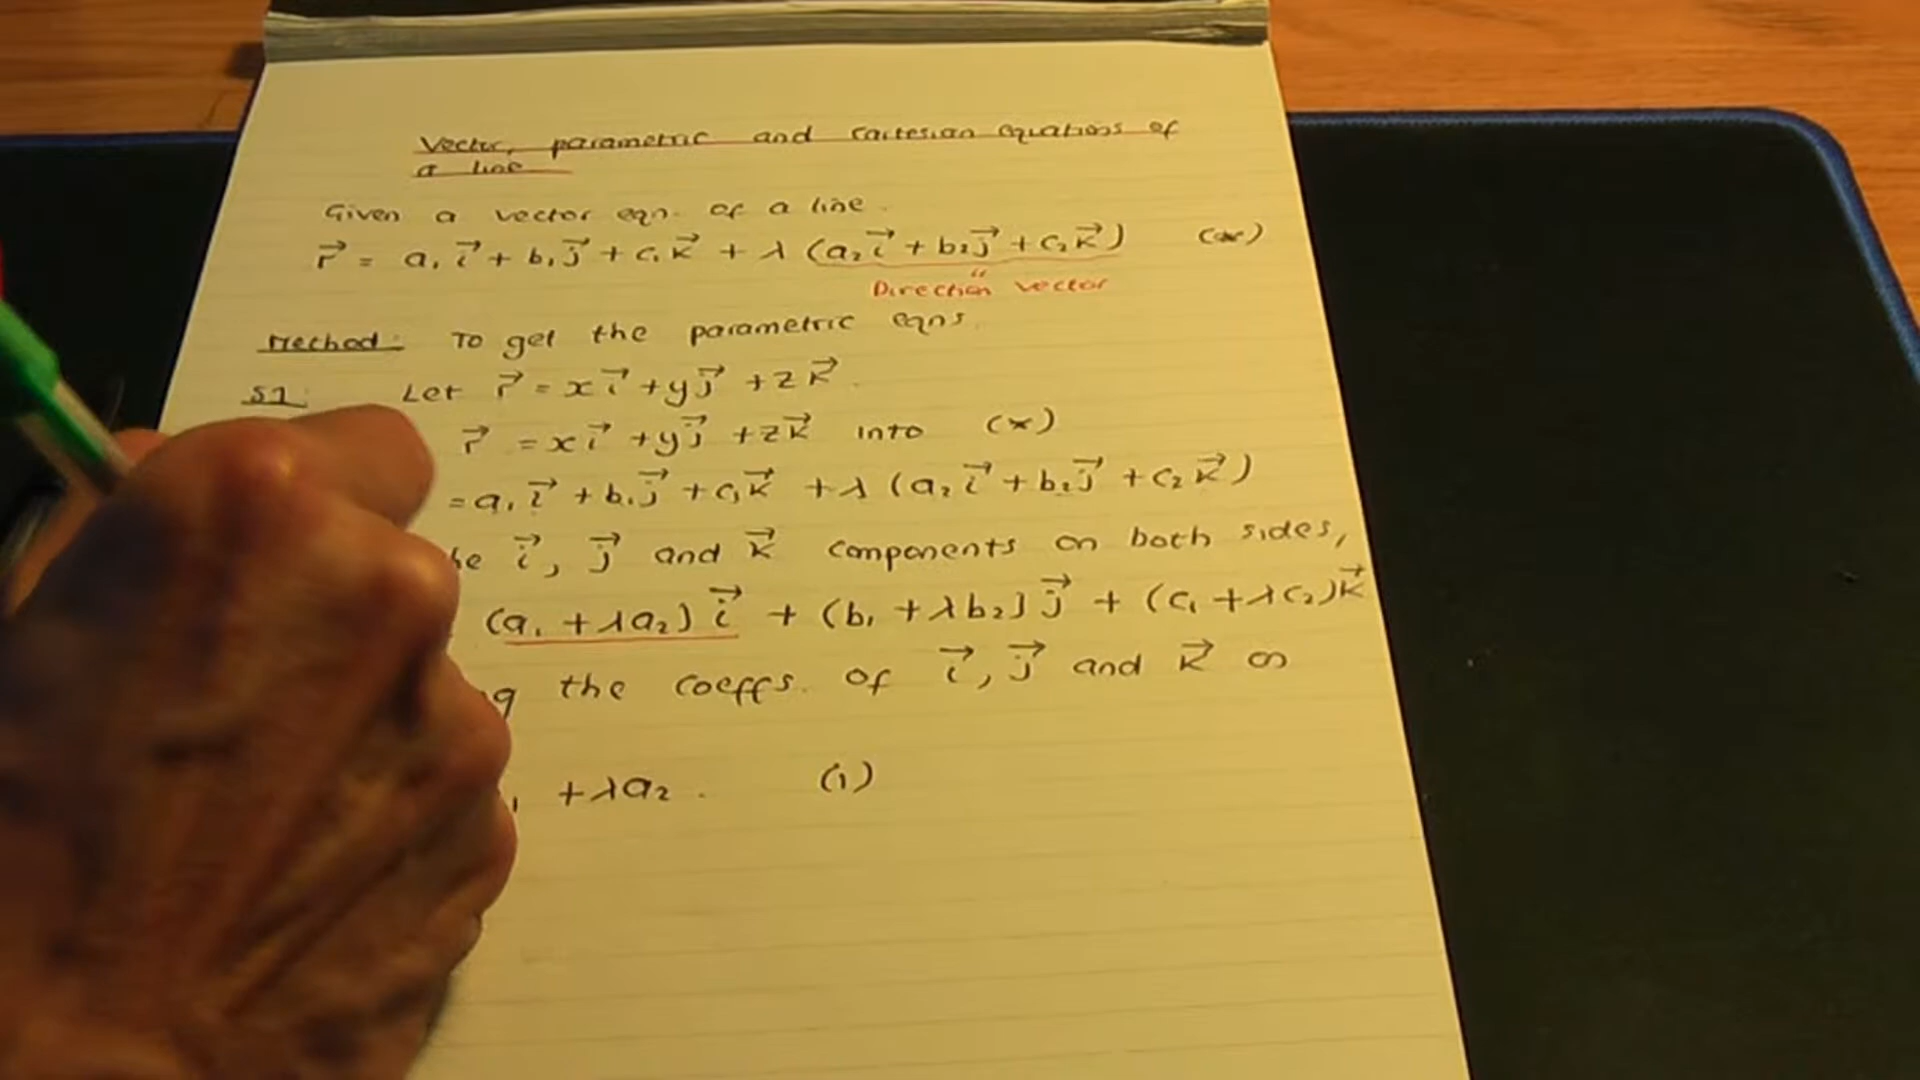 Vector, parametric and Cartesian equations of
a line
Given a vector eqn. of a line.
r⃗ = a₁i⃗ + b₁j⃗ + c₁k⃗ + λ(a₂i⃗ + b₂j⃗ + c₂k⃗) (*)
"
Direction vector
Method: To get the parametric eqns.
S1: Let r⃗ = xi⃗ + yj⃗ + zk⃗.
r⃗ = xi⃗ + yj⃗ + zk⃗ into (*)
= a₁i⃗ + b₁j⃗ + c₁k⃗ + λ(a₂i⃗ + b₂j⃗ + c₂k⃗)
i⃗, j⃗ and k⃗ components on both sides,
(a₁ + λa₂)i⃗ + (b₁ + λb₂)j⃗ + (c₁ + λc₂)k⃗
the coeffs. of i⃗, j⃗ and k⃗ on
₁ + λa₂. (1)